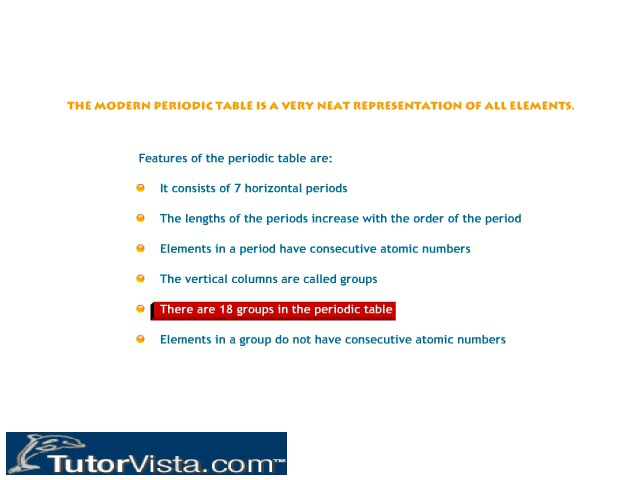 THE MODERN PERIODIC TABLE IS A VERY NEAT REPRESENTATION OF ALL ELEMENTS.
Features of the periodic table are:
It consists of 7 horizontal periods
The lengths of the periods increase with the order of the period
Elements in a period have consecutive atomic numbers
The vertical columns are called groups
There are 18 groups in the periodic table
Elements in a group do not have consecutive atomic numbers
TutorVista.com™